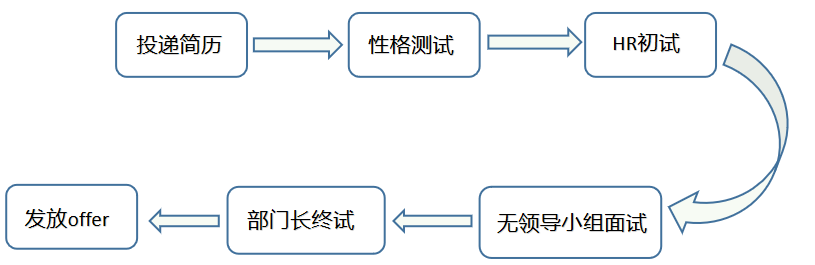 投递简历
性格测试
HR初试
无领导小组面试
部门长终试
发放offer